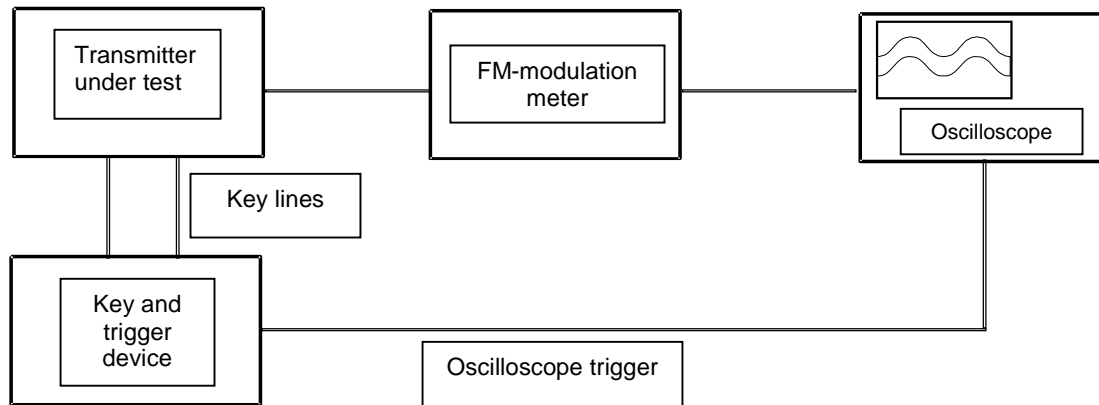 Transmitter
under test
FM-modulation
meter
Oscilloscope
Key lines
Key and
trigger
device
Oscilloscope trigger